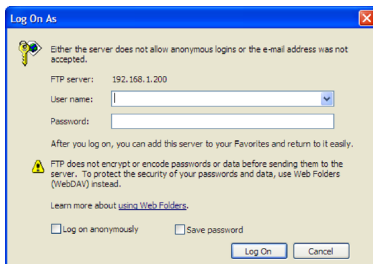 Log On As
Either the server does not allow anonymous logins or the e-mail address was not
accepted.
FTP server: 192.168.1.200
User name:
Password:
After you log on, you can add this server to your Favorites and return to it easily.
FTP does not encrypt or encode passwords or data before sending them to the
server. To protect the security of your passwords and data, use Web Folders
(WebDAV) instead.
Learn more about using Web Folders.
Log on anonymously Save password
Log On Cancel